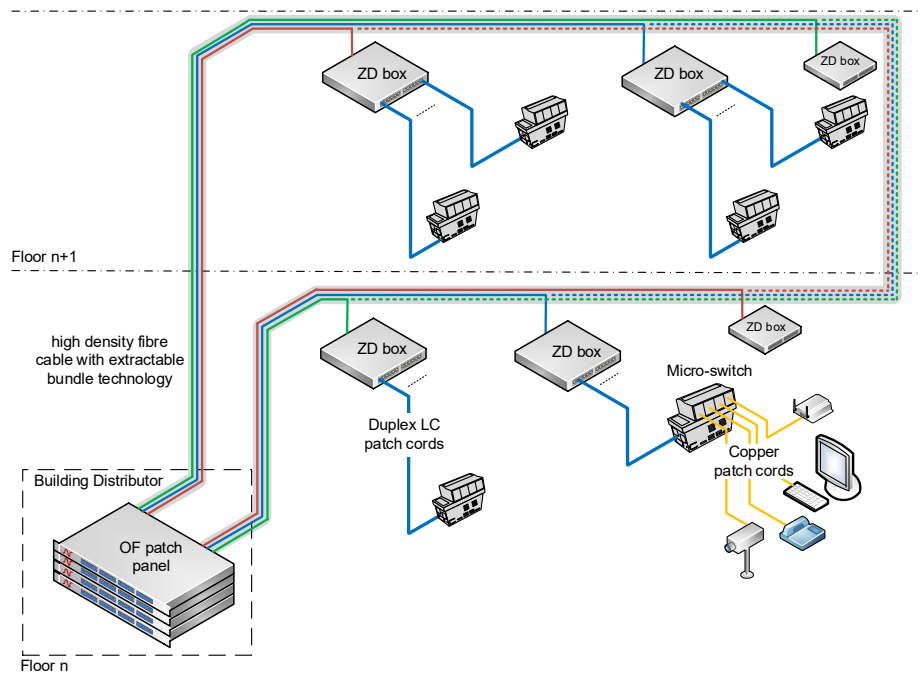 ZD box
ZD box
ZD box
Floor n+1
high density fibre
cable with extractable
bundle technology
ZD box
ZD box
ZD box
Micro-switch
Duplex LC
patch cords
Copper
patch cords
Building Distributor
OF patch
panel
Floor n